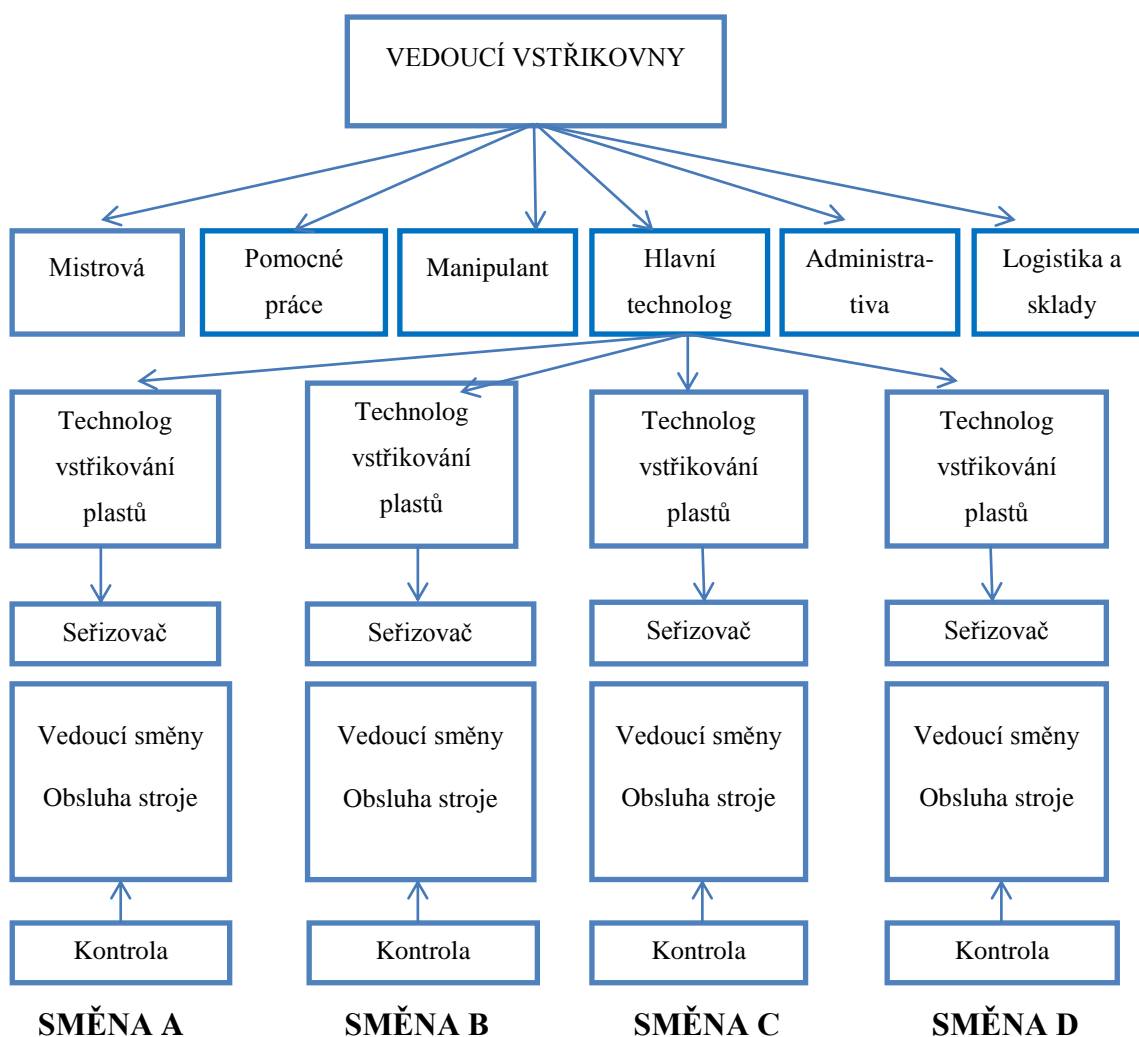 VEDOUCÍ VSTŘIKOVNY
Mistrová
Pomocné
práce
Manipulant
Hlavní
technolog
Administra-
tiva
Logistika a
sklady
Technolog
vstřikování
plastů
Technolog
vstřikování
plastů
Technolog
vstřikování
plastů
Technolog
vstřikování
plastů
Seřizovač
Seřizovač
Seřizovač
Seřizovač
Vedoucí směny
Obsluha stroje
Vedoucí směny
Obsluha stroje
Vedoucí směny
Obsluha stroje
Vedoucí směny
Obsluha stroje
Kontrola
Kontrola
Kontrola
Kontrola
SMĚNA A
SMĚNA B
SMĚNA C
SMĚNA D